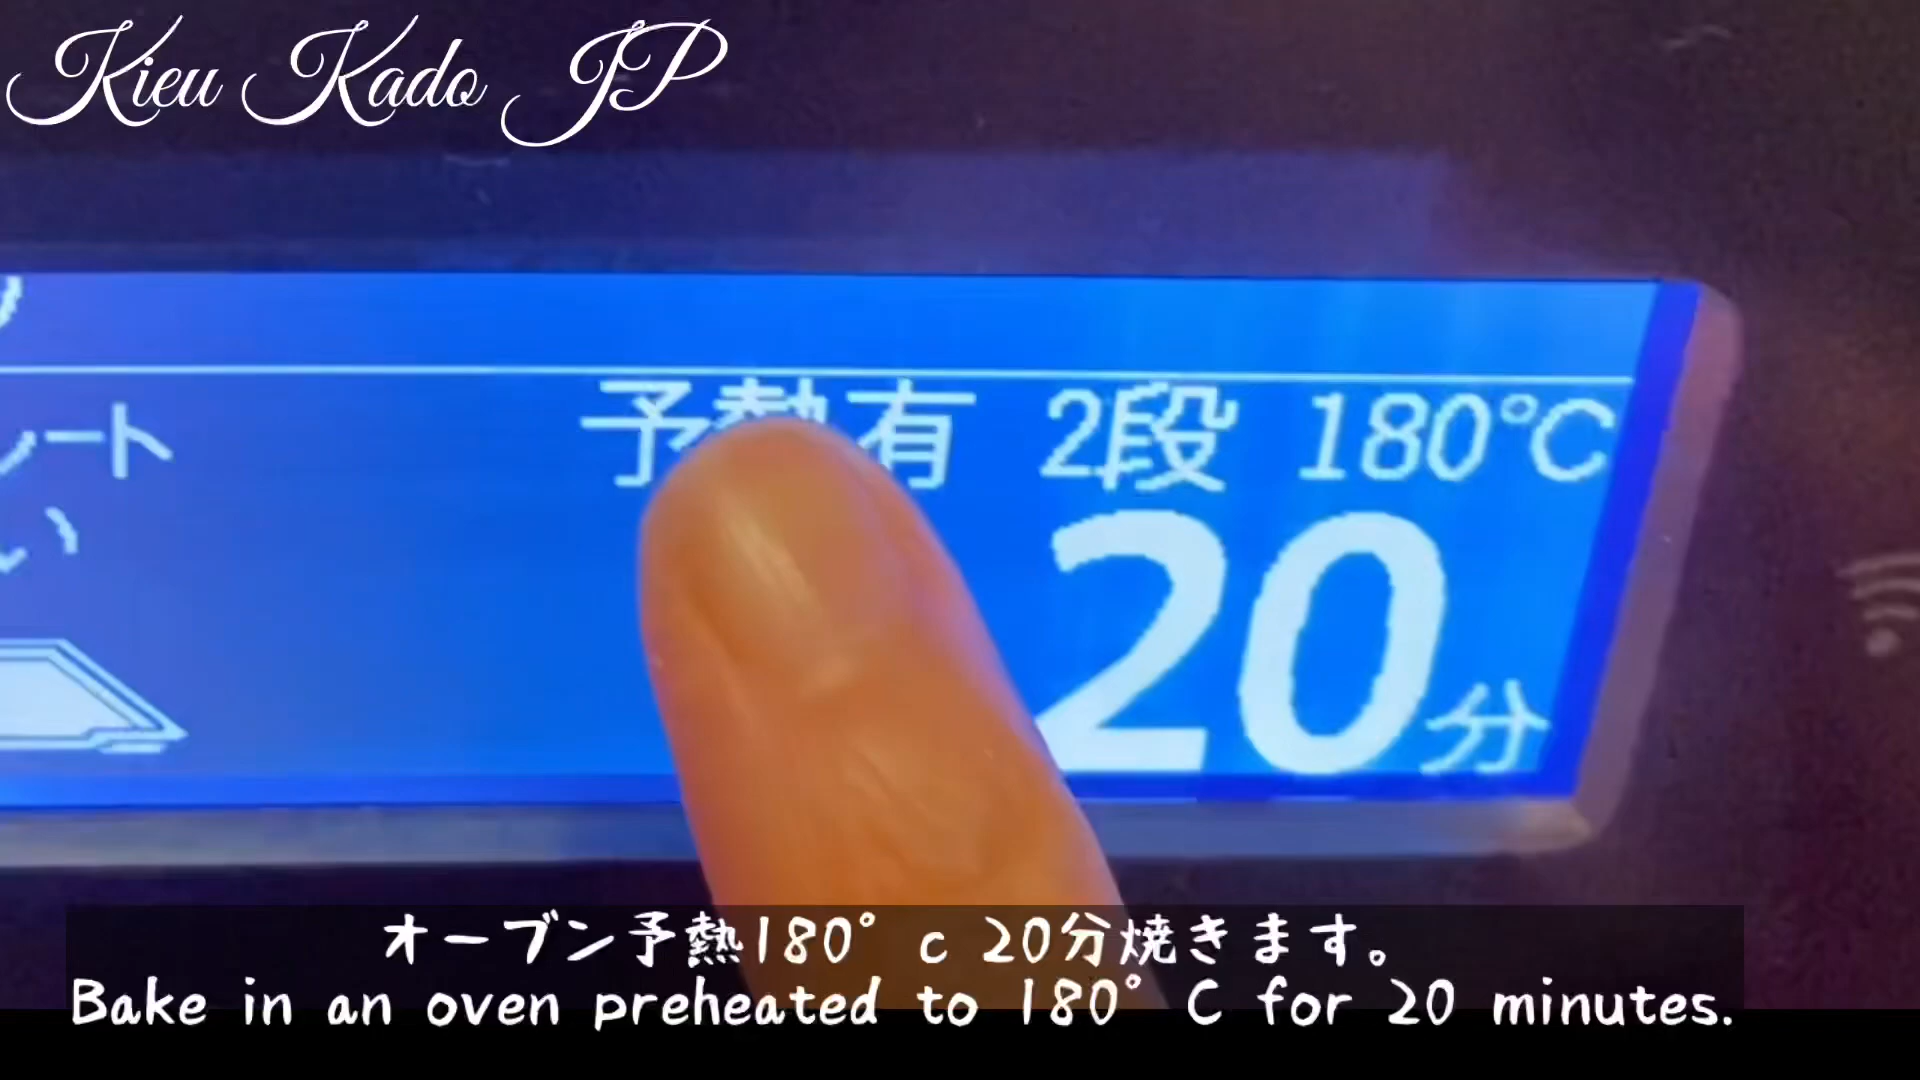 Kieu Kado JP
予熱有 2段 180℃
ート
20分
い
オーブン予熱180°c 20分焼きます。
Bake in an oven preheated to 180°C for 20 minutes.